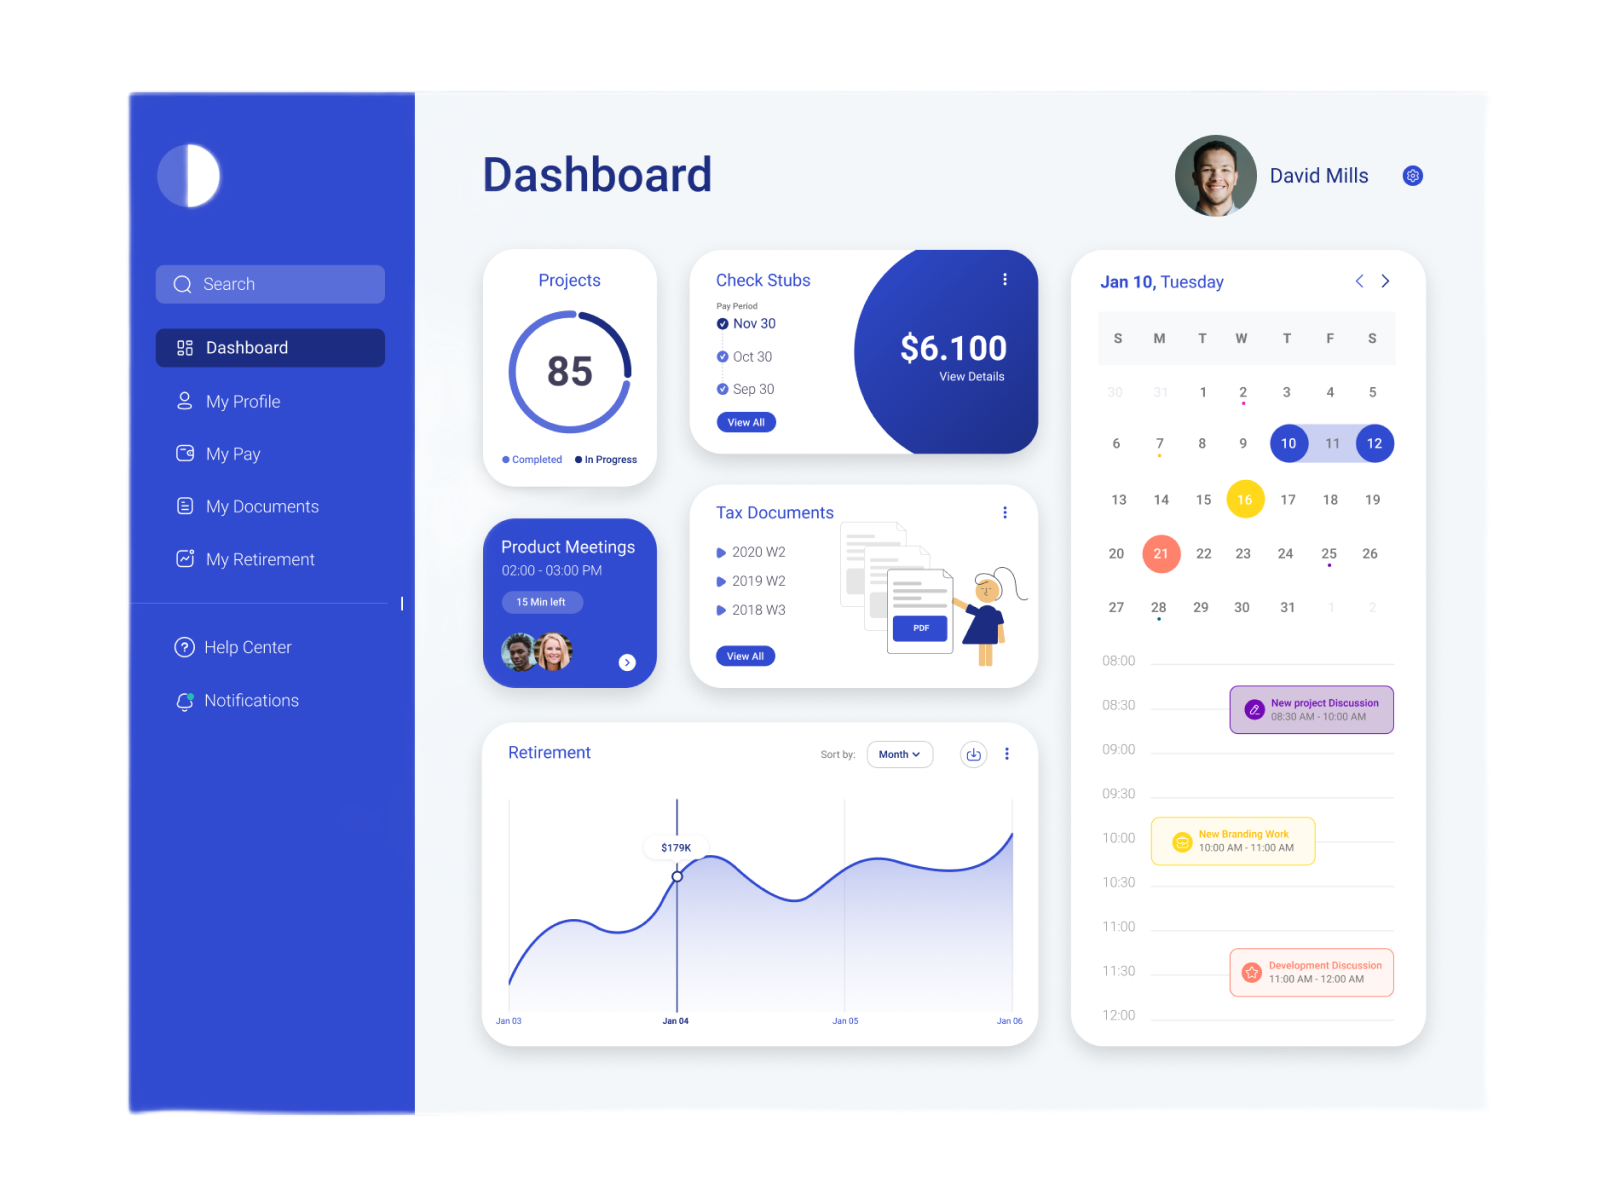 Dashboard
David Mills
Search
Dashboard
My Profile
My Pay
My Documents
My Retirement
Help Center
Notifications
Projects
85
Completed
In Progress
Check Stubs
Pay Period
Nov 30
Oct 30
Sep 30
View All
$6.100
View Details
Product Meetings
02:00 - 03:00 PM
15 Min left
Tax Documents
2020 W2
2019 W2
2018 W3
View All
PDF
Retirement
Sort by:
Month
$179K
Jan 03
Jan 04
Jan 05
Jan 06
Jan 10, Tuesday
S M T W T F S
30 31 1 2 3 4 5
6 7 8 9 10 11 12
13 14 15 16 17 18 19
20 21 22 23 24 25 26
27 28 29 30 31 1 2
08:00
08:30
New project Discussion
08:30 AM - 10:00 AM
09:00
09:30
10:00
New Branding Work
10:00 AM - 11:00 AM
10:30
11:00
11:30
Development Discussion
11:00 AM - 12:00 AM
12:00